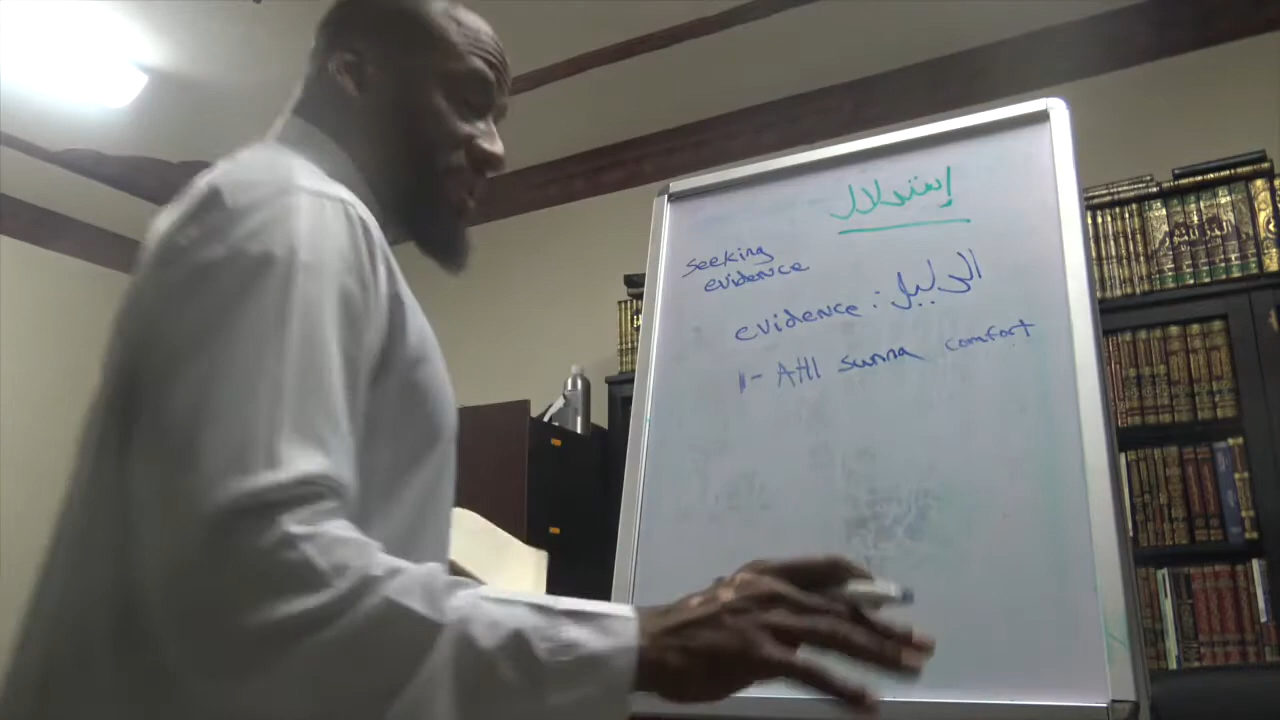 إستدلال
seeking
evidence
evidence : الدليل
1- Ahl sunna comfort